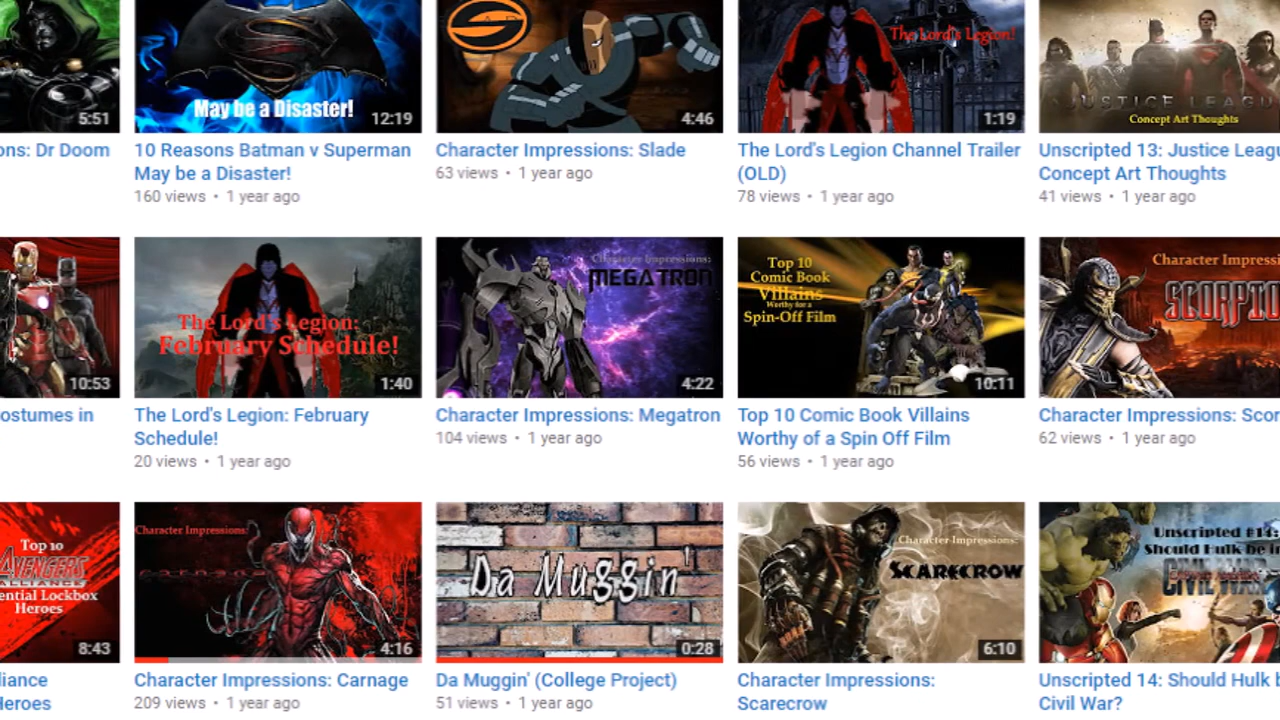 May be a Disaster!
The Lord's Legion!
JUSTICE LEAGU
Concept Art Thoughts
5:51
12:19
4:46
1:19
ons: Dr Doom
10 Reasons Batman v Superman
May be a Disaster!
160 views • 1 year ago
Character Impressions: Slade
63 views • 1 year ago
The Lord's Legion Channel Trailer
(OLD)
78 views • 1 year ago
Unscripted 13: Justice Leagu
Concept Art Thoughts
41 views • 1 year ago
The Lord's Legion:
February Schedule!
Character Impressions:
MEGATRON
Top 10
Comic Book
Villains
Worthy for a
Spin-Off Film
Character Impressi
SCORPIO
10:53
1:40
4:22
10:11
ostumes in
The Lord's Legion: February
Schedule!
20 views • 1 year ago
Character Impressions: Megatron
104 views • 1 year ago
Top 10 Comic Book Villains
Worthy of a Spin Off Film
56 views • 1 year ago
Character Impressions: Scor
62 views • 1 year ago
Top 10
AVENGERS
ALLIANCE
ential Lockbox
Heroes
Character Impressions:
Da Muggin'
Character Impressions:
SCARECROW
Unscripted #14:
Should Hulk be in
CIVIL WAR
8:43
4:16
0:28
6:10
liance
Heroes
Character Impressions: Carnage
209 views • 1 year ago
Da Muggin' (College Project)
51 views • 1 year ago
Character Impressions:
Scarecrow
Unscripted 14: Should Hulk b
Civil War?